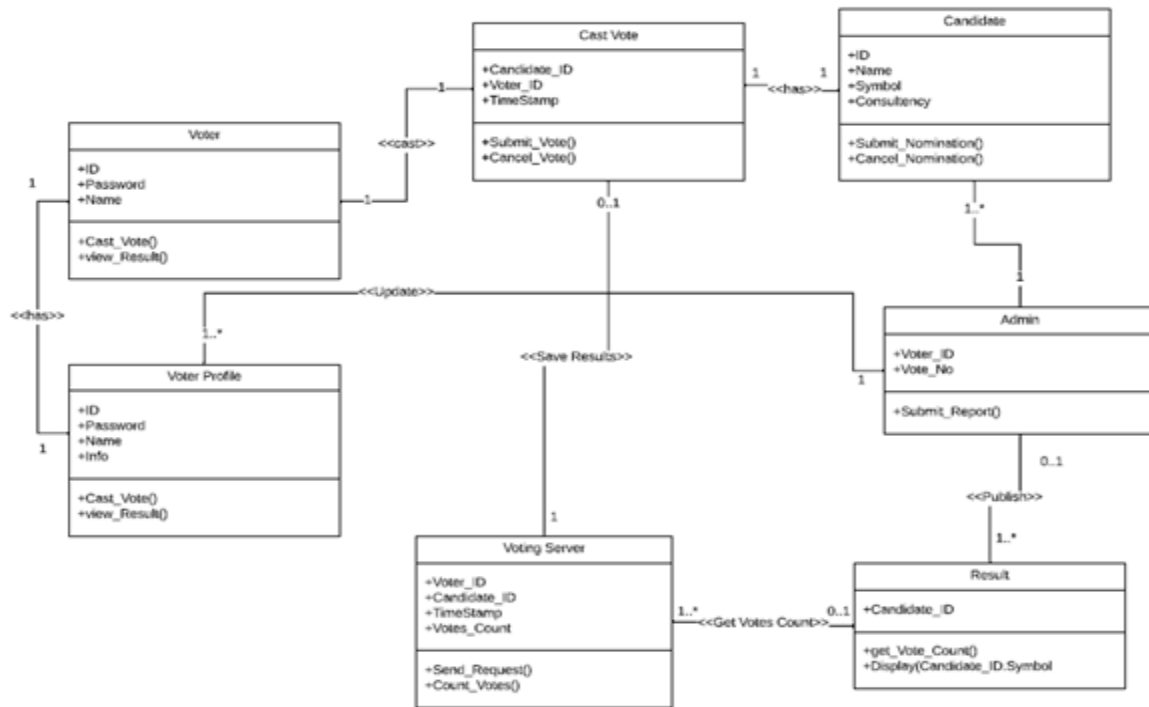 Cast Vote
+Candidate_ID
+Voter_ID
+TimeStamp
+Submit_Vote()
+Cancel_Vote()
Candidate
+ID
+Name
+Symbol
+Consultency
+Submit_Nomination()
+Cancel_Nomination()
1
<<has>>
1
1
<<cast>>
1
Voter
+ID
+Password
+Name
+Cast_Vote()
+view_Result()
1
<<has>>
1
0..1
<<Save Results>>
1
1..*
1
<<Update>>
1..*
1
Voter Profile
+ID
+Password
+Name
+Info
+Cast_Vote()
+view_Result()
Admin
+Voter_ID
+Vote_No
+Submit_Report()
0..1
<<Publish>>
1..*
Voting Server
+Voter_ID
+Candidate_ID
+TimeStamp
+Votes_Count
+Send_Request()
+Count_Votes()
1..*
<<Get Votes Count>>
0..1
Result
+Candidate_ID
+get_Vote_Count()
+Display(Candidate_ID.Symbol